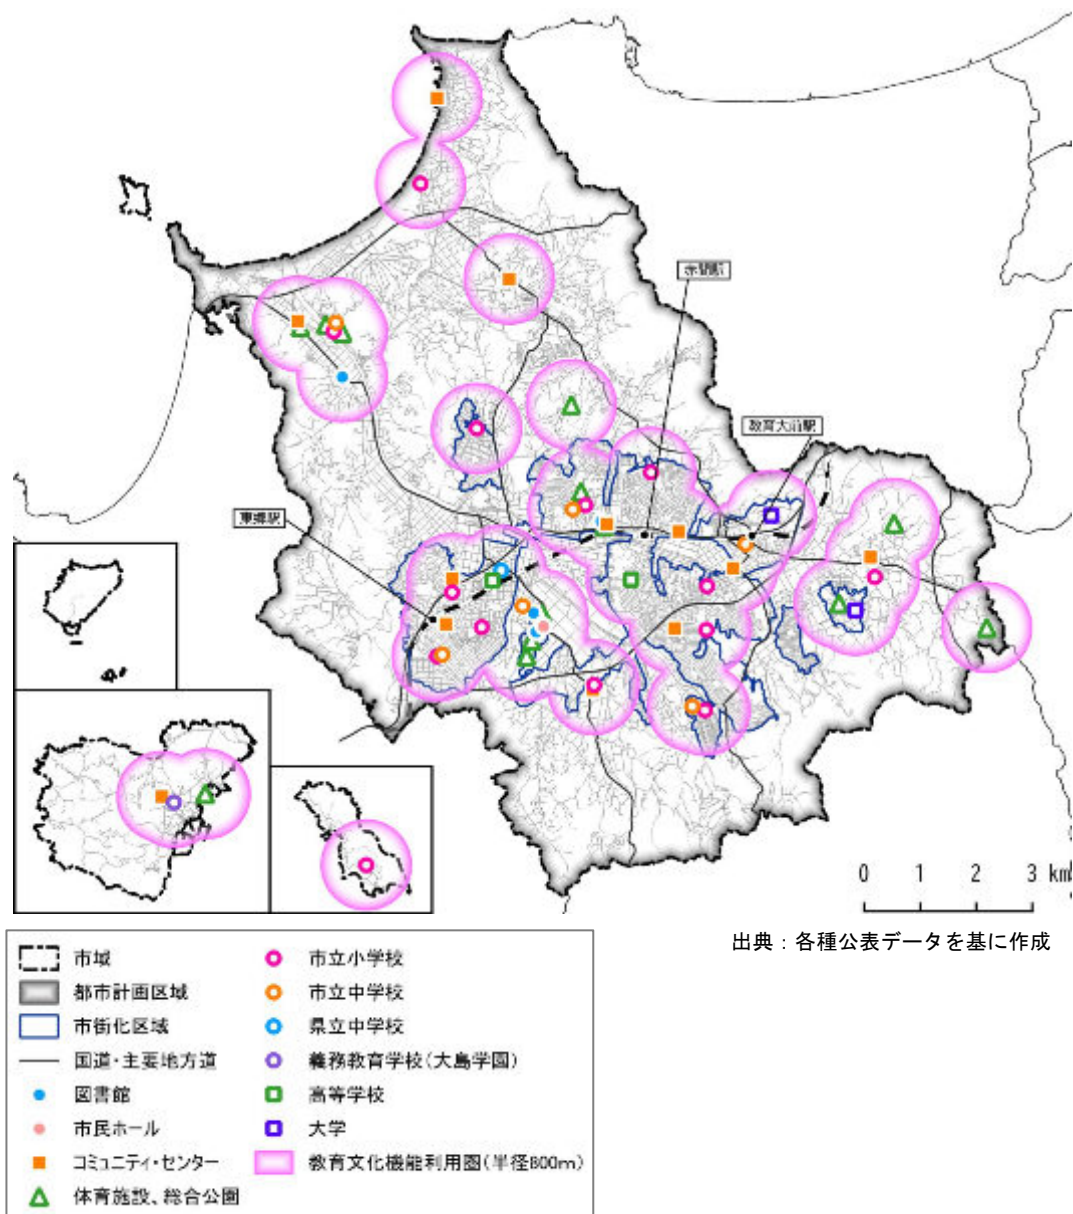 赤間駅
教育大前駅
東郷駅
0 1 2 3 km
出典：各種公表データを基に作成
市域
都市計画区域
市街化区域
国道・主要地方道
図書館
市民ホール
コミュニティ・センター
体育施設、総合公園
市立小学校
市立中学校
県立中学校
義務教育学校（大島学園）
高等学校
大学
教育文化機能利用圏（半径800m）